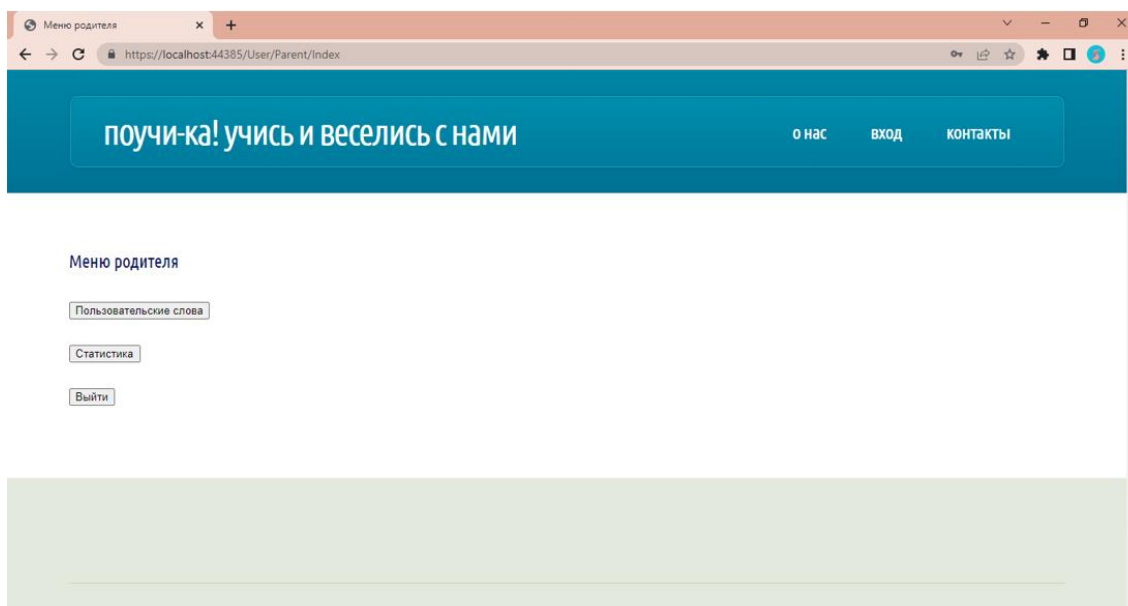 Меню родителя
https://localhost:44385/User/Parent/Index
поучи-ка! учись и веселись с нами
о нас вход контакты
Меню родителя
Пользовательские слова
Статистика
Выйти